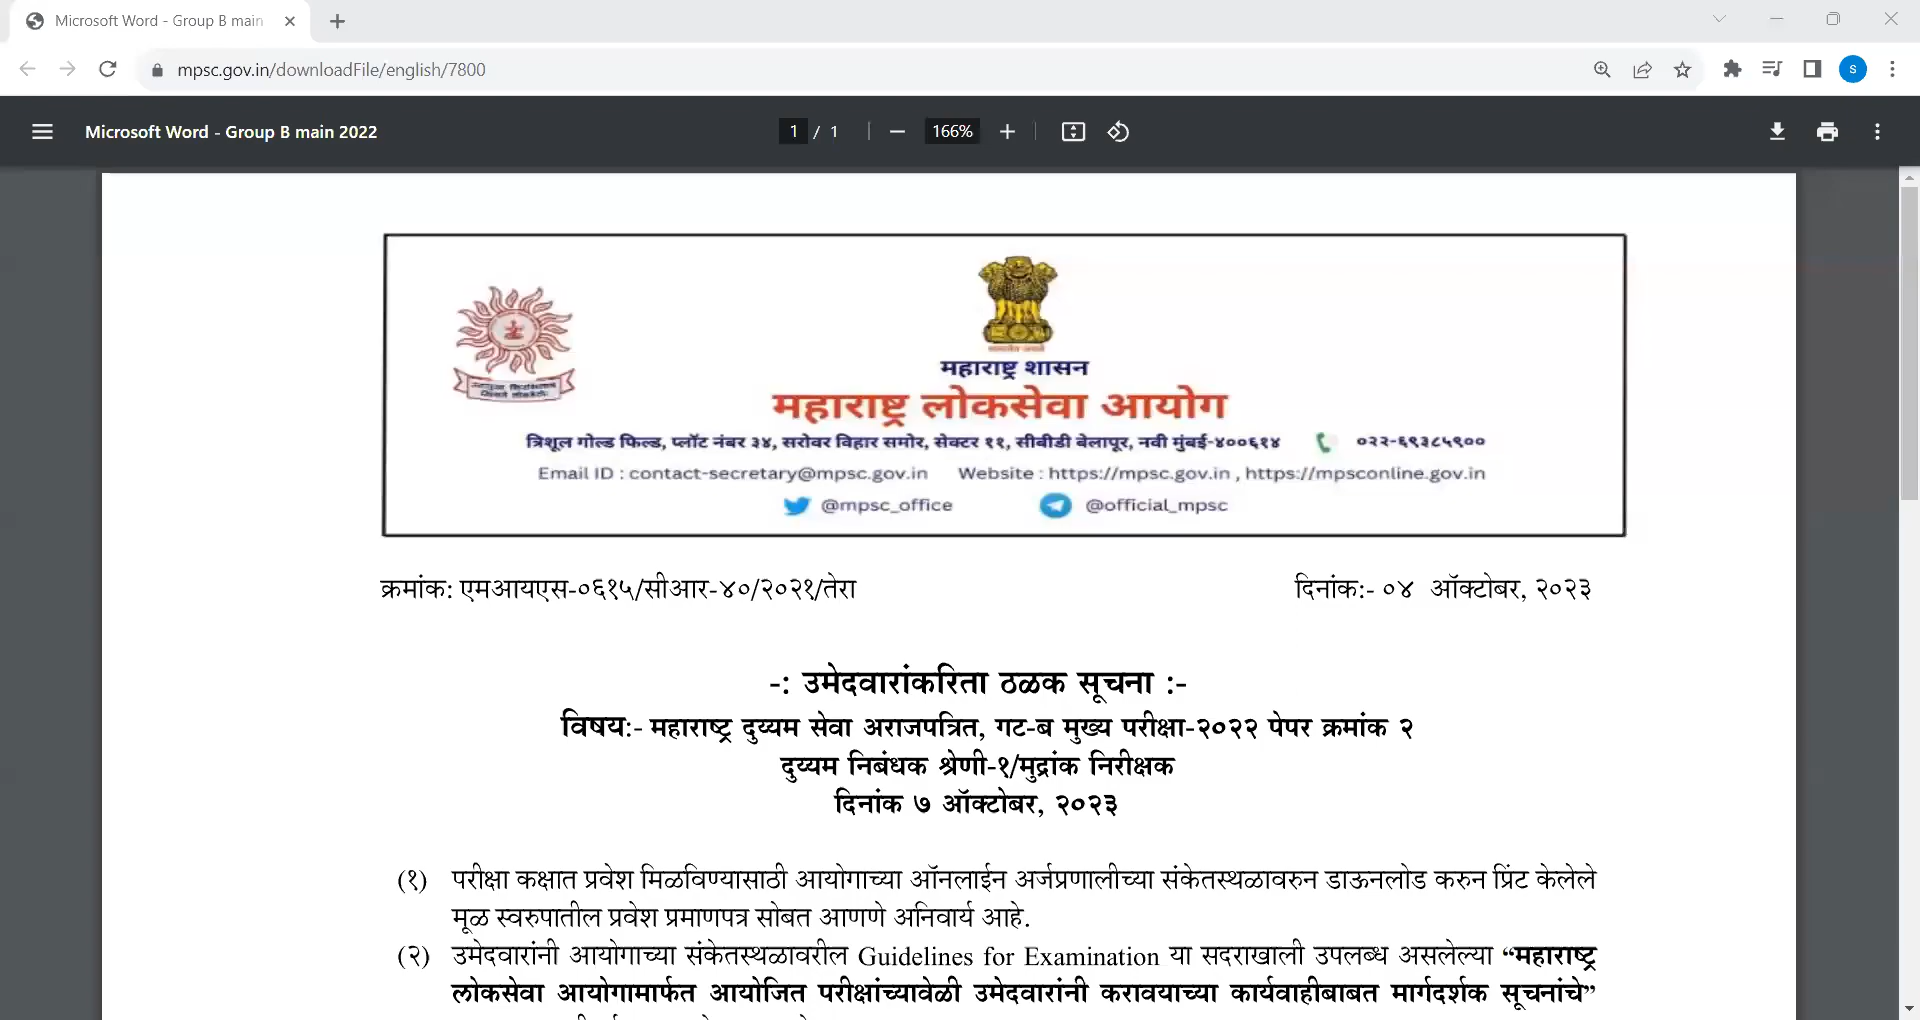 Microsoft Word - Group B main
mpsc.gov.in/downloadFile/english/7800
S
Microsoft Word - Group B main 2022
1 / 1
166%
महाराष्ट्र शासन
महाराष्ट्र लोकसेवा आयोग
त्रिशूल गोल्ड फिल्ड, प्लॉट नंबर ३४, सरोवर विहार समोर, सेक्टर ११, सीबीडी बेलापूर, नवी मुंबई-४००६१४ ०२२-६९३८५९००
Email ID : contact-secretary@mpsc.gov.in Website : https://mpsc.gov.in , https://mpsconline.gov.in
@mpsc_office @official_mpsc
क्रमांक: एमआयएस-०६१५/सीआर-४०/२०२१/तेरा दिनांक:- ०४ ऑक्टोबर, २०२३
-: उमेदवारांकरिता ठळक सूचना :-
विषय:- महाराष्ट्र दुय्यम सेवा अराजपत्रित, गट-ब मुख्य परीक्षा-२०२२ पेपर क्रमांक २
दुय्यम निबंधक श्रेणी-१/मुद्रांक निरीक्षक
दिनांक ७ ऑक्टोबर, २०२३
(१) परीक्षा कक्षात प्रवेश मिळविण्यासाठी आयोगाच्या ऑनलाईन अर्जप्रणालीच्या संकेतस्थळावरुन डाऊनलोड करुन प्रिंट केलेले
मूळ स्वरुपातील प्रवेश प्रमाणपत्र सोबत आणणे अनिवार्य आहे.
(२) उमेदवारांनी आयोगाच्या संकेतस्थळावरील Guidelines for Examination या सदराखाली उपलब्ध असलेल्या “महाराष्ट्र
लोकसेवा आयोगामार्फत आयोजित परीक्षांच्यावेळी उमेदवारांनी करावयाच्या कार्यवाहीबाबत मार्गदर्शक सूचनांचे”